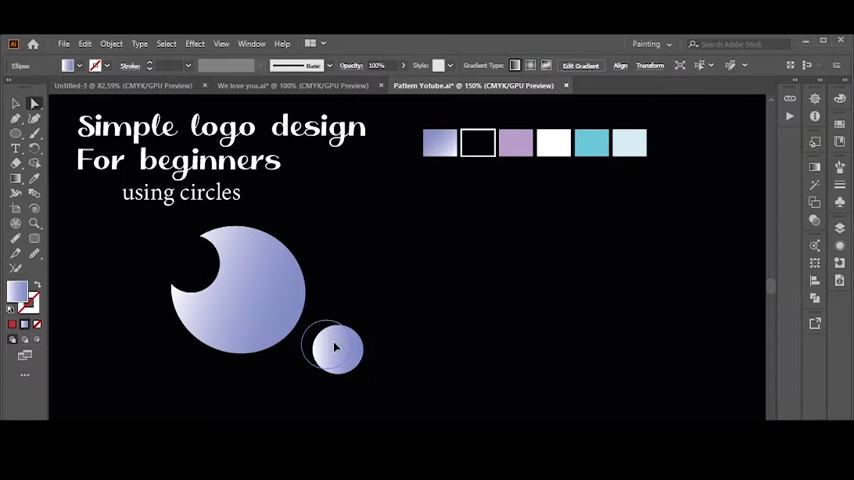 File Edit Object Type Select Effect View Window Help
Painting
Search Adobe Stock
Ellipse
Stroke:
Basic
Opacity: 100%
Style:
Gradient Type:
Edit Gradient
Align
Transform
Untitled-3 @ 82,59% (CMYK/GPU Preview)
We love you.ai* @ 100% (CMYK/GPU Preview)
Pattern Yotube.ai* @ 150% (CMYK/GPU Preview)
Simple logo design
For beginners
using circles